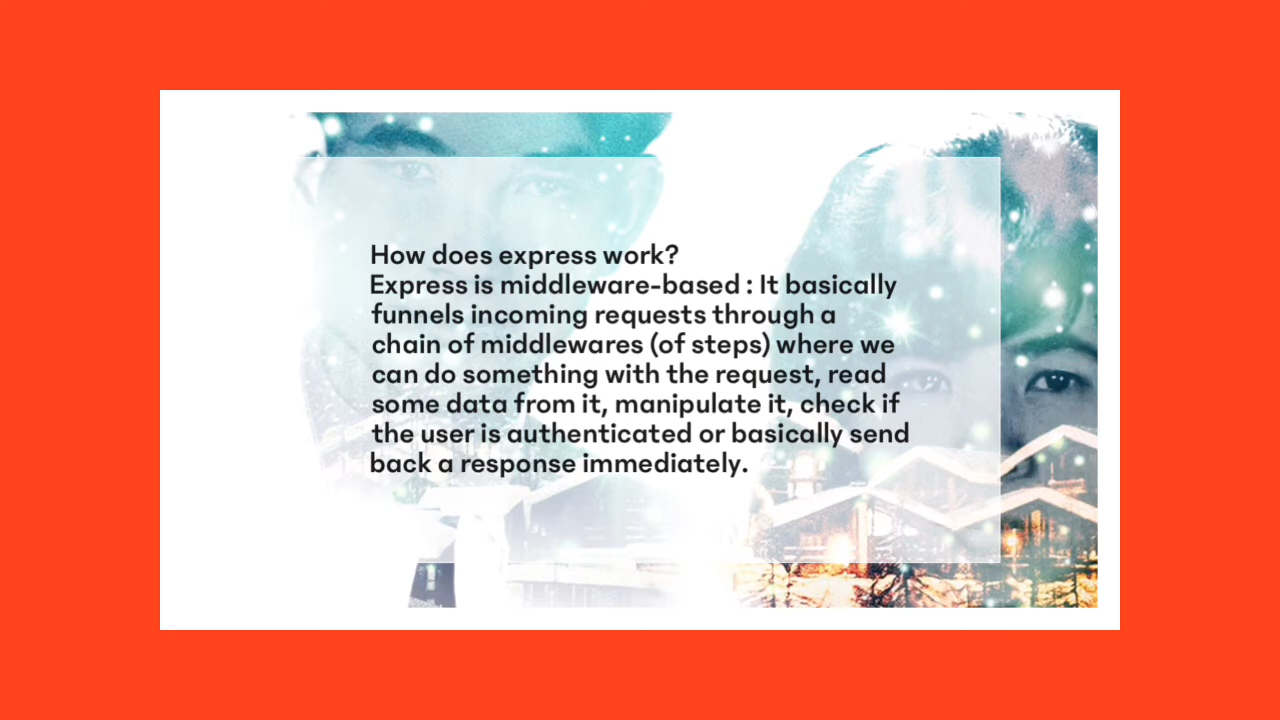 How does express work?
Express is middleware-based : It basically
funnels incoming requests through a
chain of middlewares (of steps) where we
can do something with the request, read
some data from it, manipulate it, check if
the user is authenticated or basically send
back a response immediately.